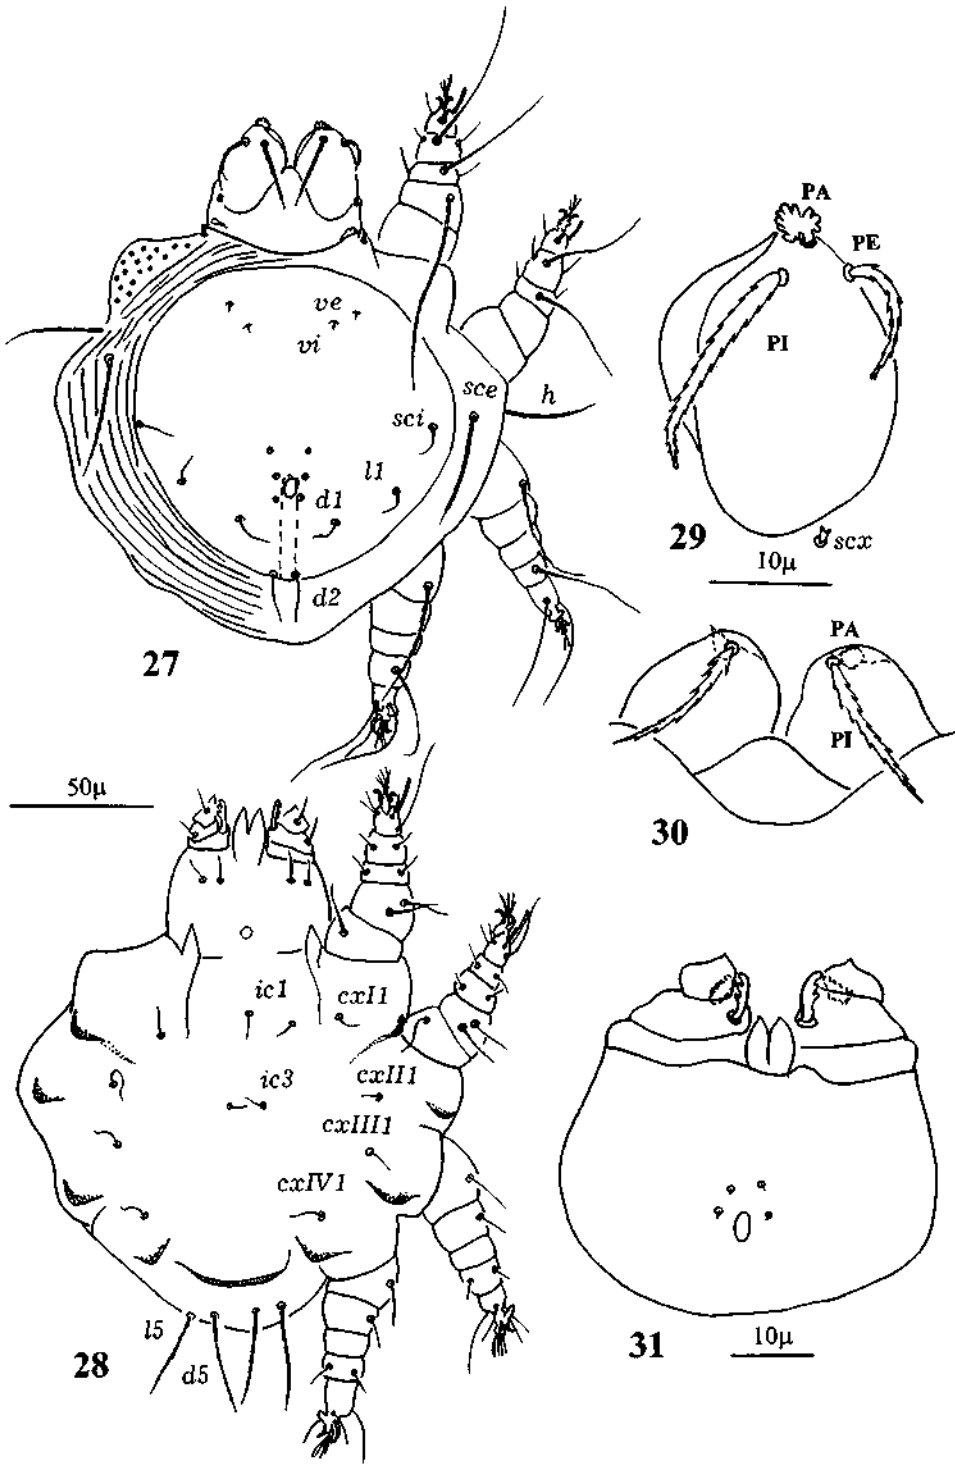 ve
vi
sce
h
sci
l1
d1
d2
27
PA
PE
PI
29
scx
10μ
PA
PI
30
50μ
ic1
cxI1
ic3
cxII1
cxIII1
cxIV1
l5
d5
28
31
10μ